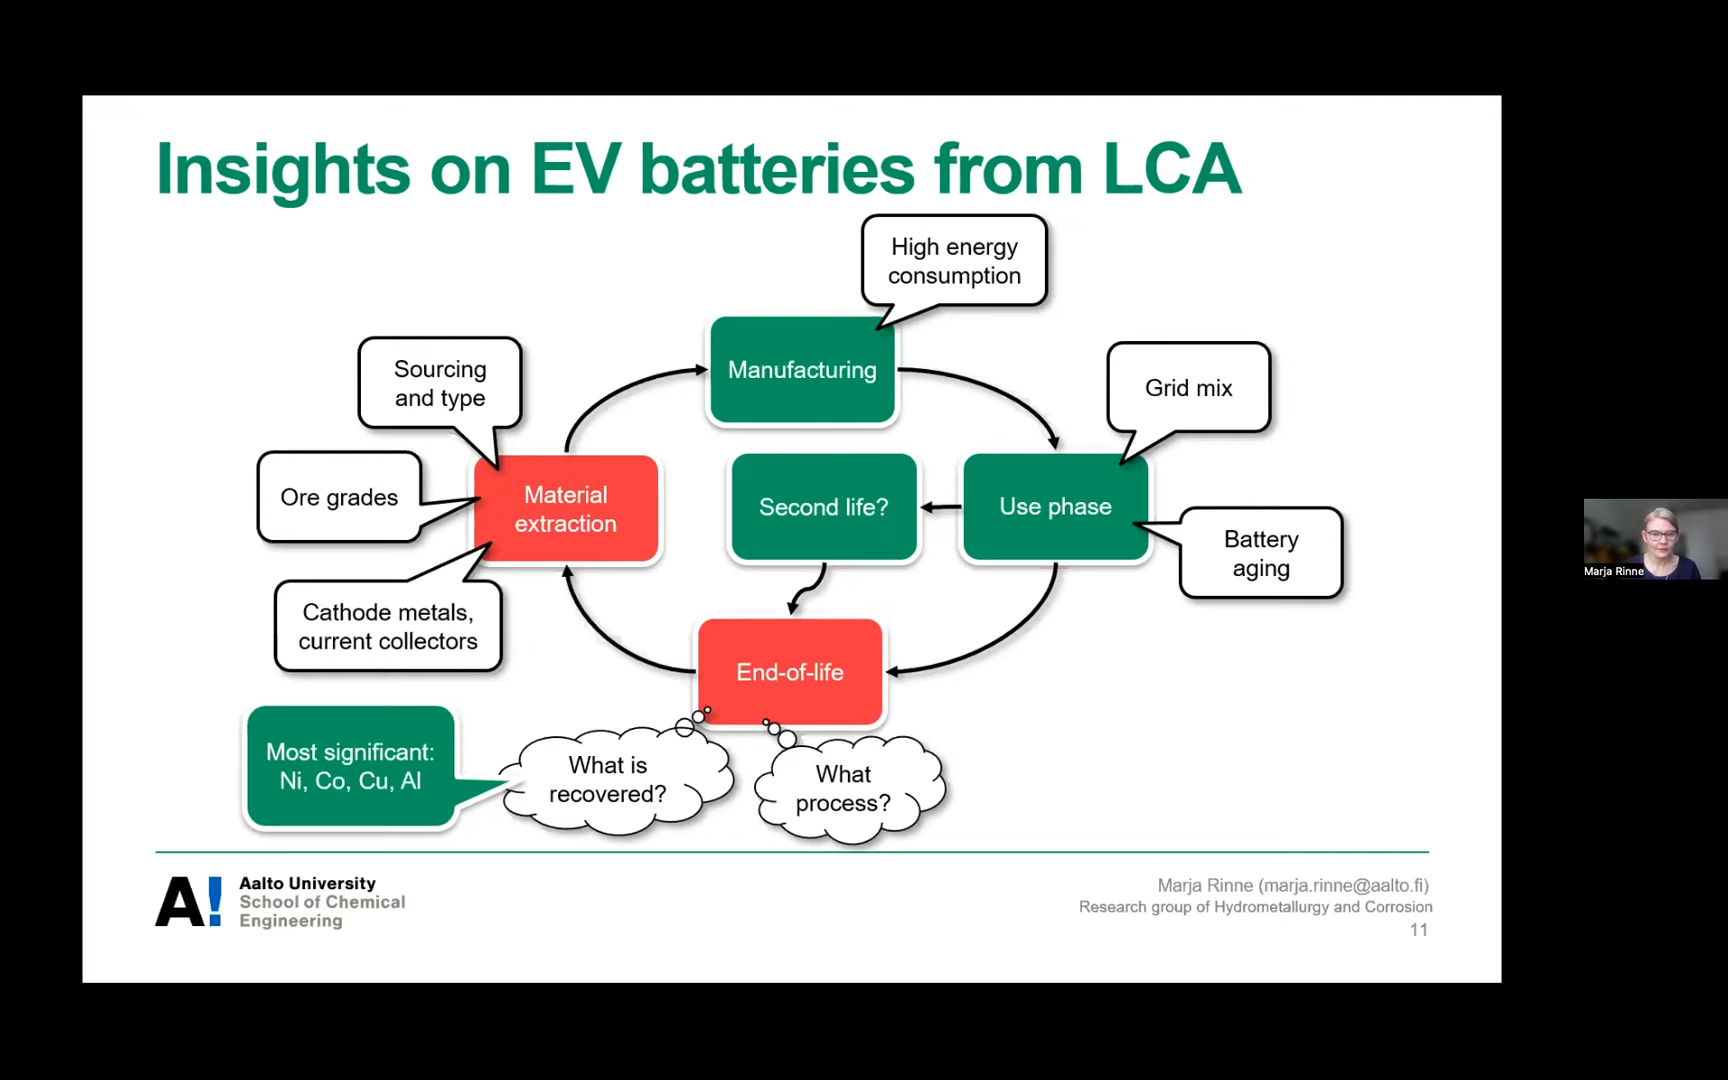 Insights on EV batteries from LCA
High energy
consumption
Manufacturing
Sourcing
and type
Grid mix
Ore grades
Material
extraction
Second life?
Use phase
Battery
aging
Cathode metals,
current collectors
End-of-life
Most significant:
Ni, Co, Cu, Al
What is
recovered?
What
process?
A!
Aalto University
School of Chemical
Engineering
Marja Rinne (marja.rinne@aalto.fi)
Research group of Hydrometallurgy and Corrosion
11
Marja Rinne